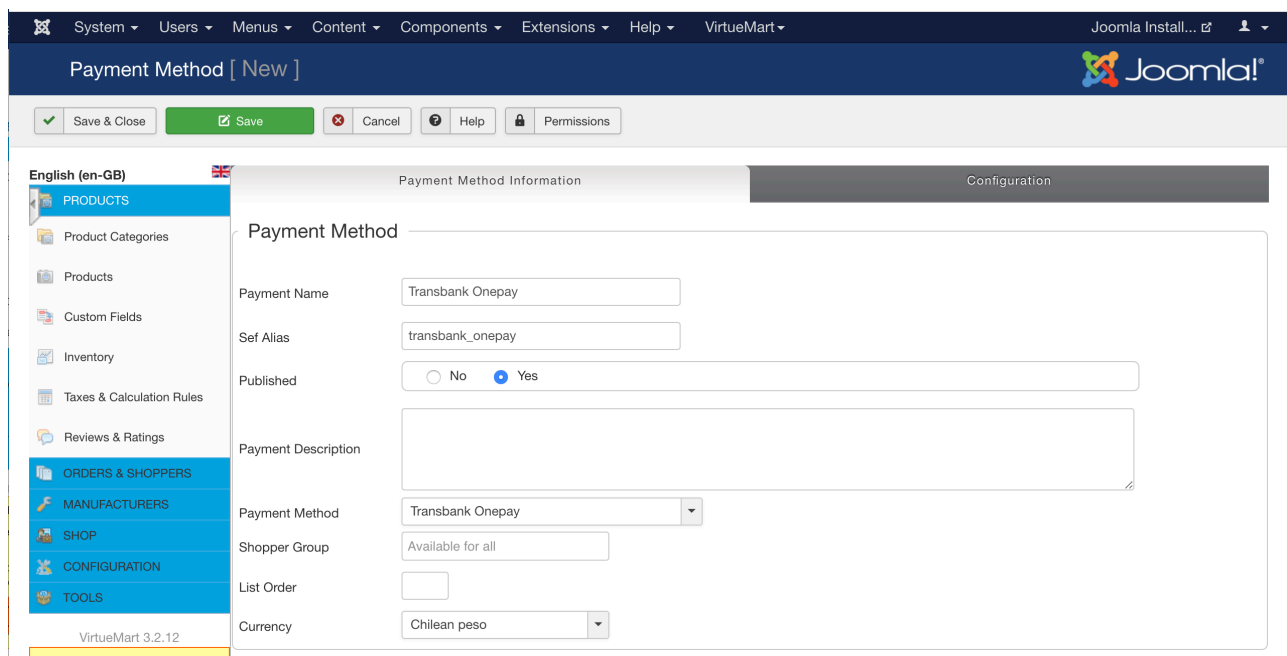 System Users Menus Content Components Extensions Help VirtueMart Joomla Install...
Payment Method [ New ] Joomla!®
Save & Close Save Cancel Help Permissions
English (en-GB)
Payment Method Information Configuration
PRODUCTS
Product Categories
Products
Custom Fields
Inventory
Taxes & Calculation Rules
Reviews & Ratings
ORDERS & SHOPPERS
MANUFACTURERS
SHOP
CONFIGURATION
TOOLS
VirtueMart 3.2.12
Payment Method
Payment Name Transbank Onepay
Sef Alias transbank_onepay
Published No Yes
Payment Description
Payment Method Transbank Onepay
Shopper Group Available for all
List Order
Currency Chilean peso